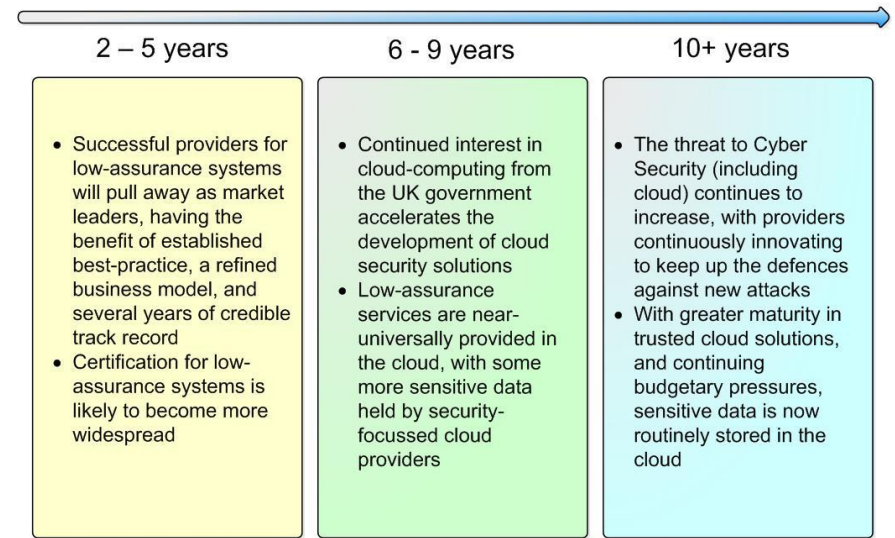 2 – 5 years
• Successful providers for
low-assurance systems
will pull away as market
leaders, having the
benefit of established
best-practice, a refined
business model, and
several years of credible
track record
• Certification for low-
assurance systems is
likely to become more
widespread
6 - 9 years
• Continued interest in
cloud-computing from
the UK government
accelerates the
development of cloud
security solutions
• Low-assurance
services are near-
universally provided in
the cloud, with some
more sensitive data
held by security-
focussed cloud
providers
10+ years
• The threat to Cyber
Security (including
cloud) continues to
increase, with providers
continuously innovating
to keep up the defences
against new attacks
• With greater maturity in
trusted cloud solutions,
and continuing
budgetary pressures,
sensitive data is now
routinely stored in the
cloud